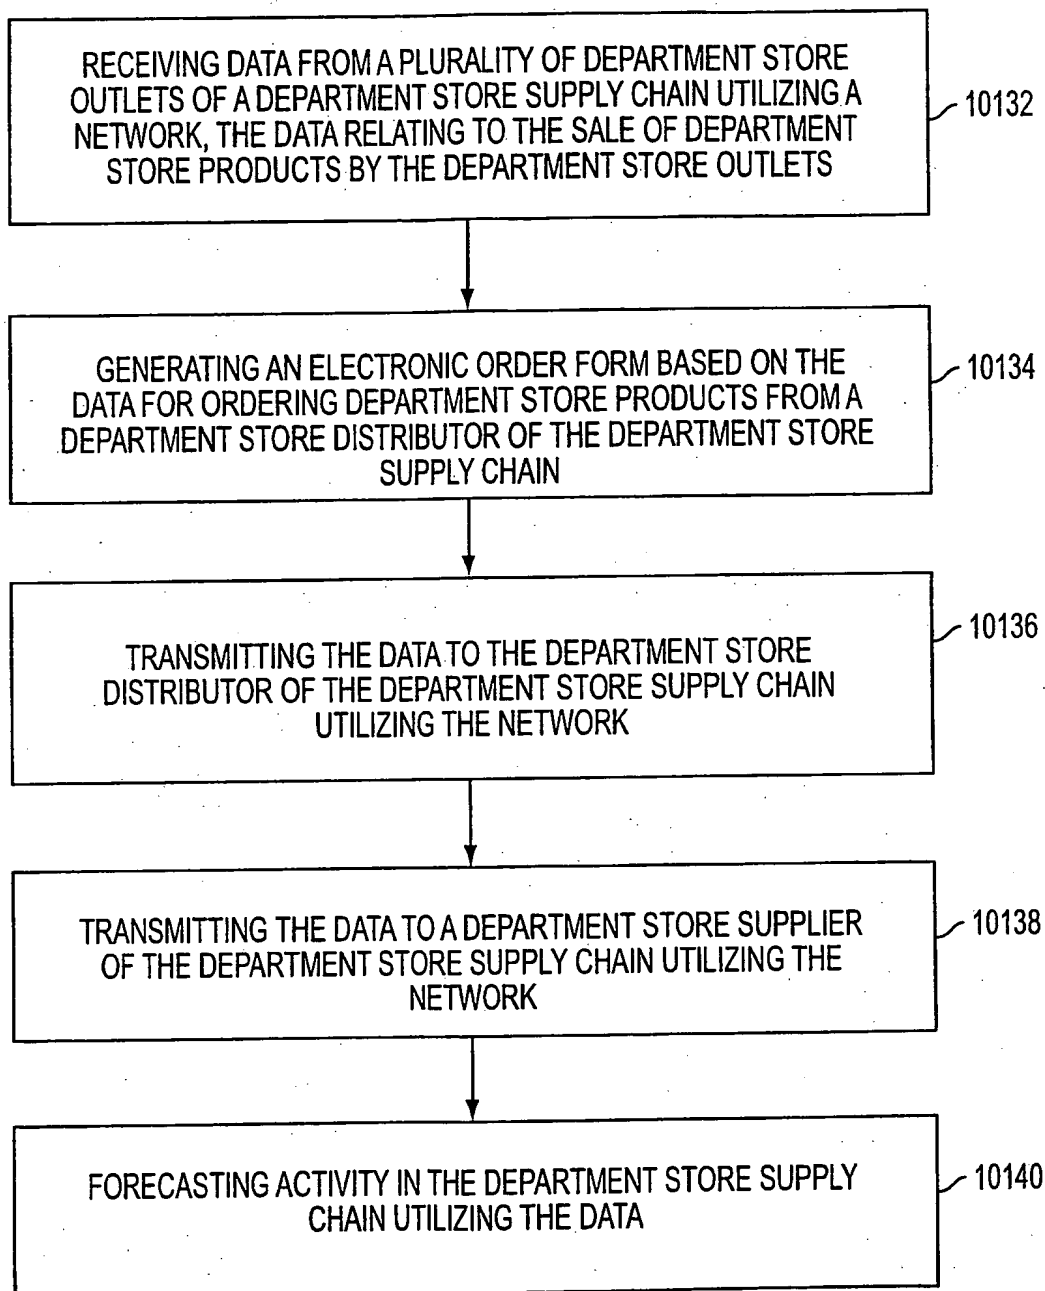 RECEIVING DATA FROM A PLURALITY OF DEPARTMENT STORE
OUTLETS OF A DEPARTMENT STORE SUPPLY CHAIN UTILIZING A
NETWORK, THE DATA RELATING TO THE SALE OF DEPARTMENT
STORE PRODUCTS BY THE DEPARTMENT STORE OUTLETS
10132
GENERATING AN ELECTRONIC ORDER FORM BASED ON THE
DATA FOR ORDERING DEPARTMENT STORE PRODUCTS FROM A
DEPARTMENT STORE DISTRIBUTOR OF THE DEPARTMENT STORE
SUPPLY CHAIN
10134
TRANSMITTING THE DATA TO THE DEPARTMENT STORE
DISTRIBUTOR OF THE DEPARTMENT STORE SUPPLY CHAIN
UTILIZING THE NETWORK
10136
TRANSMITTING THE DATA TO A DEPARTMENT STORE SUPPLIER
OF THE DEPARTMENT STORE SUPPLY CHAIN UTILIZING THE
NETWORK
10138
FORECASTING ACTIVITY IN THE DEPARTMENT STORE SUPPLY
CHAIN UTILIZING THE DATA
10140